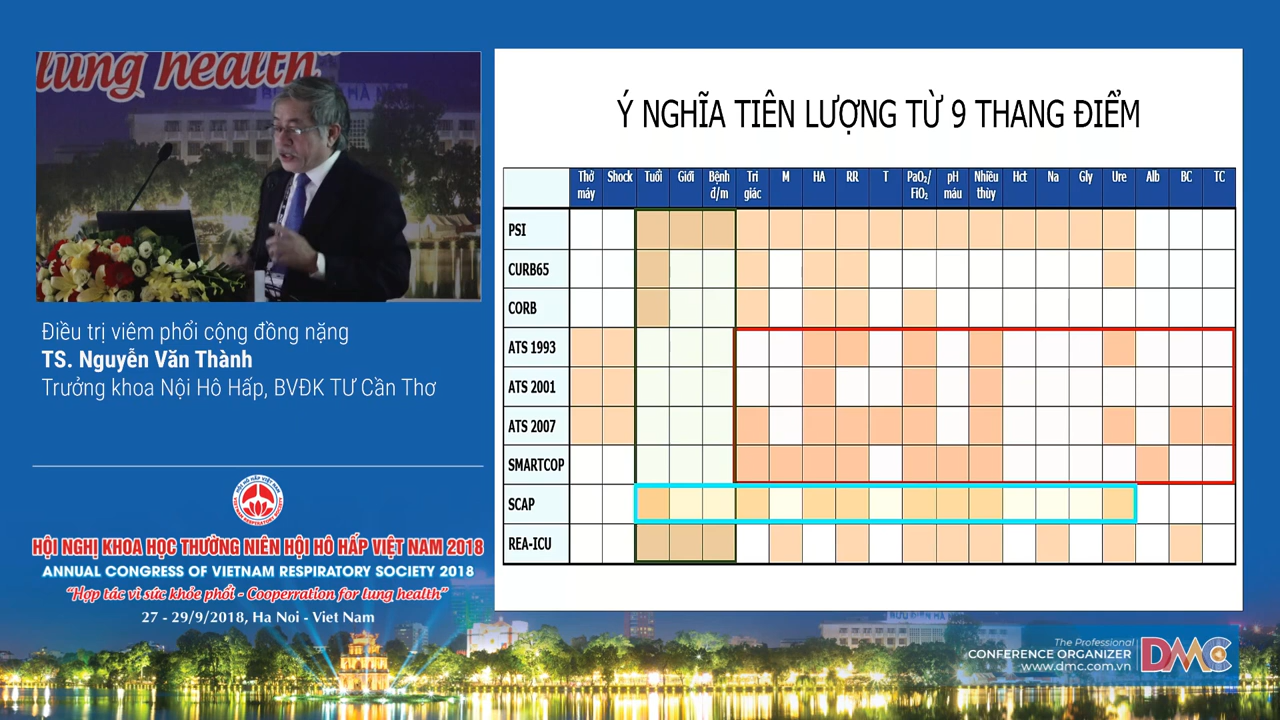 lung health"
Điều trị viêm phổi cộng đồng nặng
TS. Nguyễn Văn Thành
Trưởng khoa Nội Hô Hấp, BVĐK TƯ Cần Thơ
HỘI NGHỊ KHOA HỌC THƯỜNG NIÊN HỘI HÔ HẤP VIỆT NAM 2018
ANNUAL CONGRESS OF VIETNAM RESPIRATORY SOCIETY 2018
"Hợp tác vì sức khỏe phổi - Cooperration for lung health"
27 - 29/9/2018, Ha Noi - Viet Nam
Ý NGHĨA TIÊN LƯỢNG TỪ 9 THANG ĐIỂM
Thở máy Shock Tuổi Giới Bệnh đ/m Tri giác M HA RR T PaO₂/ FiO₂ pH máu Nhiều thùy Hct Na Gly Ure Alb BC TC
PSI
CURB65
CORB
ATS 1993
ATS 2001
ATS 2007
SMARTCOP
SCAP
REA-ICU
The Professional
CONFERENCE ORGANIZER
www.dmc.com.vn
DMC